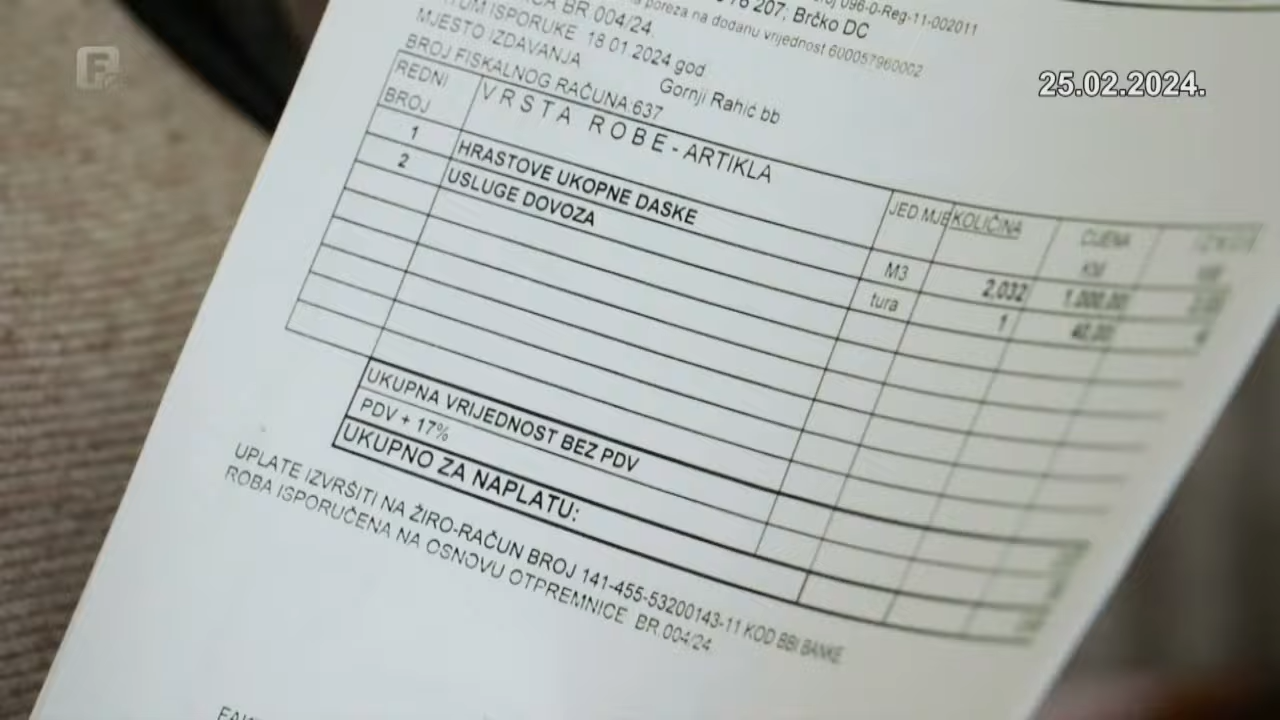 F
25.02.2024.
096-0-Reg-11-002011
207; Brčko DC
poreza na dodanu vrijednost 600057960002
BR.004/24.
ISPORUKE 18 01.2024 god
MJESTO IZDAVANJA Gornji Rahić bb
BROJ FISKALNOG RAČUNA:637
REDNI BROJ VRSTA ROBE - ARTIKLA JED MJE KOLIČINA CIJENA KM
1 HRASTOVE UKOPNE DASKE M3 2,032 1.000,00
2 USLUGE DOVOZA tura 1 40,00
UKUPNA VRIJEDNOST BEZ PDV
PDV + 17%
UKUPNO ZA NAPLATU:
UPLATE IZVRŠITI NA ŽIRO-RAČUN BROJ 141-455-53200143-11 KOD BBI BANKE
ROBA ISPORUČENA NA OSNOVU OTPREMNICE BR.004/24.